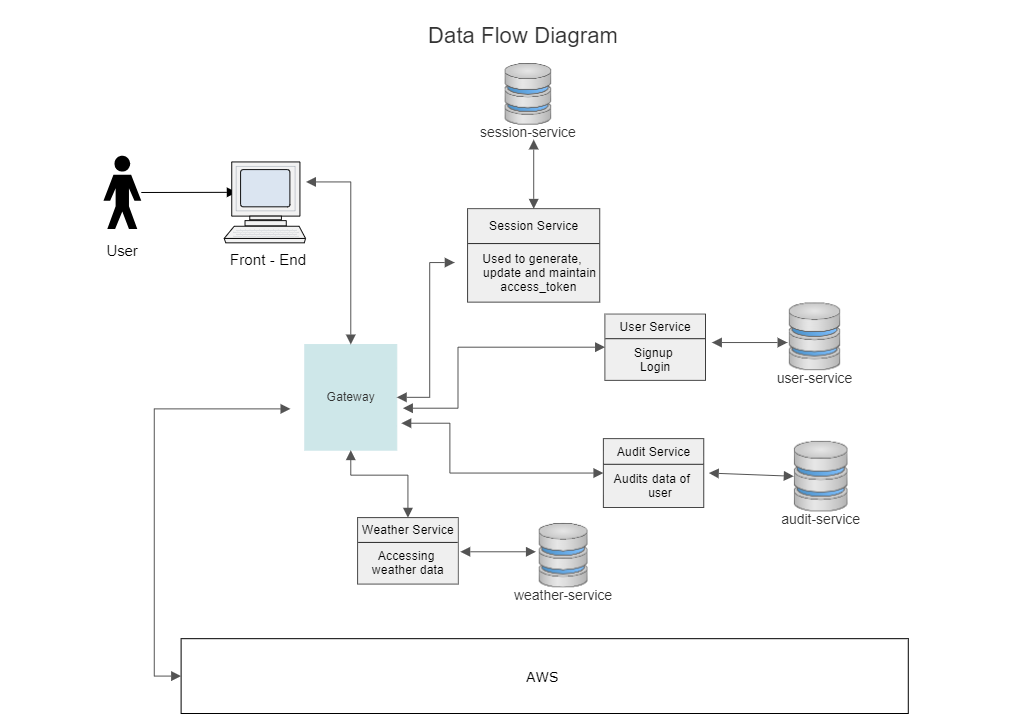 Data Flow Diagram
session-service
User
Front - End
Session Service
Used to generate,
update and maintain
access_token
User Service
Signup
Login
user-service
Gateway
Audit Service
Audits data of
user
audit-service
Weather Service
Accessing
weather data
weather-service
AWS